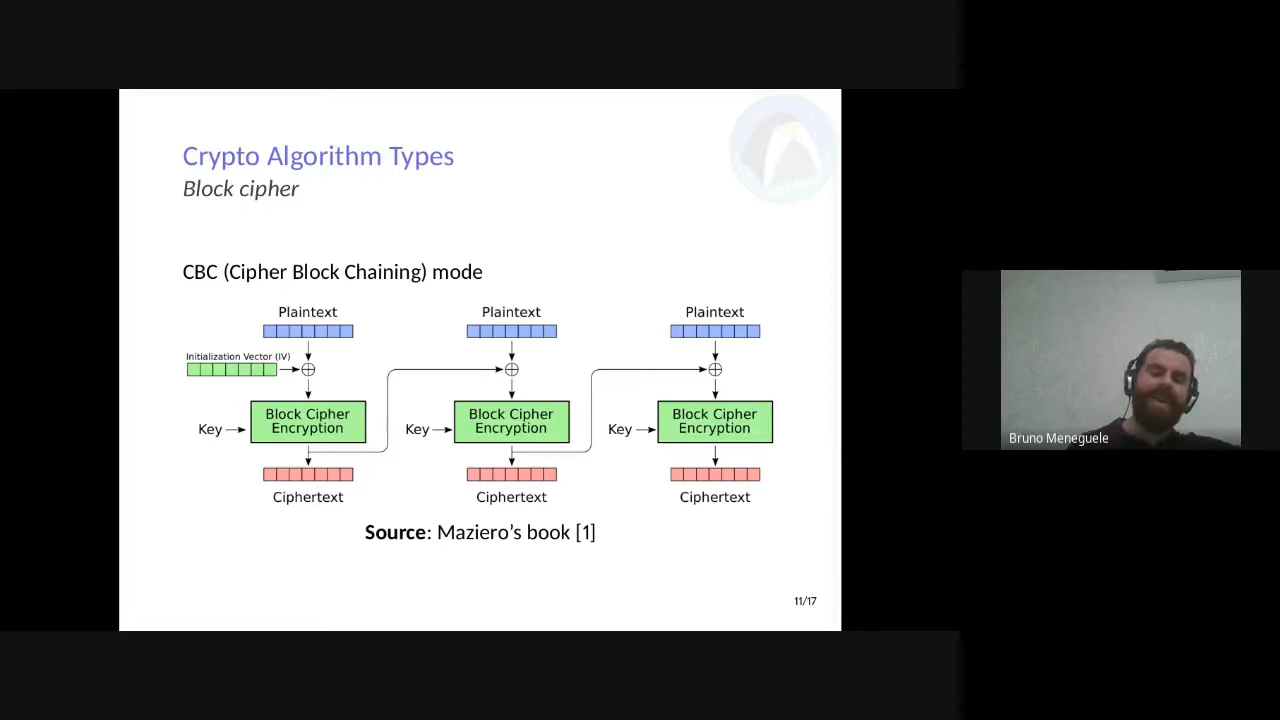 Crypto Algorithm Types
Block cipher
CBC (Cipher Block Chaining) mode
Plaintext Plaintext Plaintext
Initialization Vector (IV)
Block Cipher Encryption Block Cipher Encryption Block Cipher Encryption
Key Key Key
Ciphertext Ciphertext Ciphertext
Source: Maziero’s book [1]
11/17
Bruno Meneguele